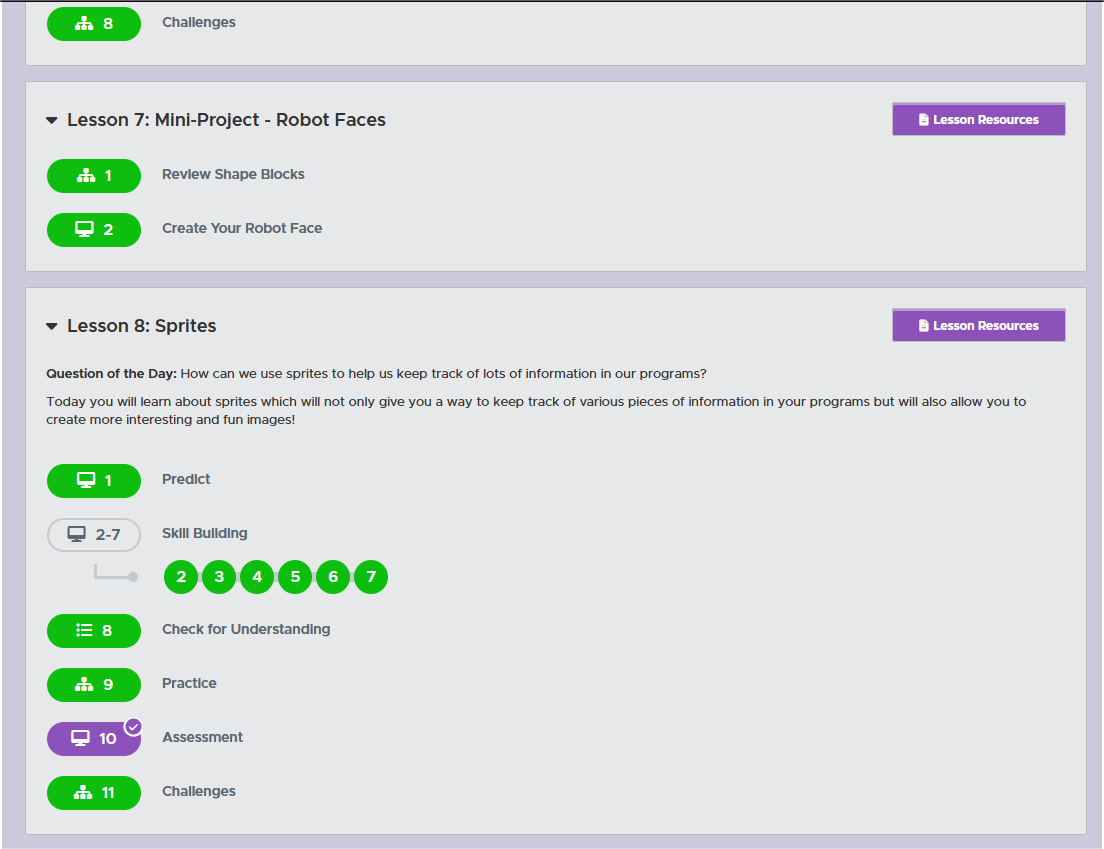 8 Challenges
Lesson 7: Mini-Project - Robot Faces Lesson Resources
1 Review Shape Blocks
2 Create Your Robot Face
Lesson 8: Sprites Lesson Resources
Question of the Day: How can we use sprites to help us keep track of lots of information in our programs?
Today you will learn about sprites which will not only give you a way to keep track of various pieces of information in your programs but will also allow you to
create more interesting and fun images!
1 Predict
2-7 Skill Building
2 3 4 5 6 7
8 Check for Understanding
9 Practice
10 Assessment
11 Challenges